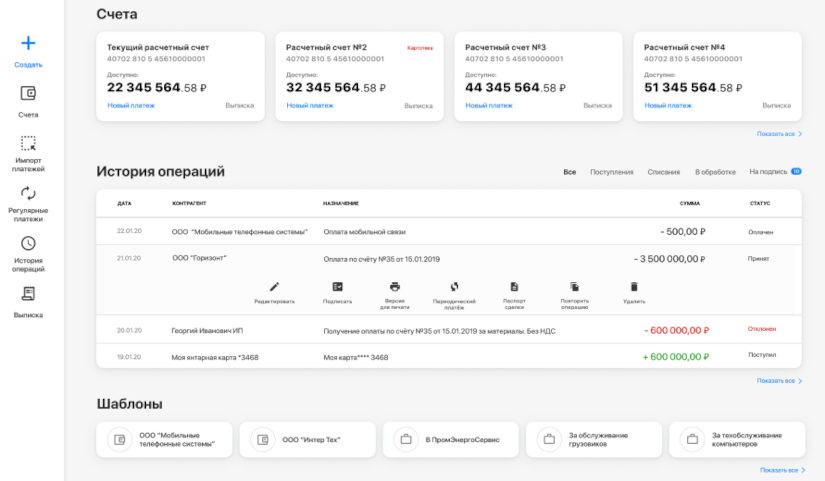 Создать
Счета
Импорт
платежей
Регулярные
платежи
История
операций
Выписка
Счета
Текущий расчетный счет
40702 810 5 45610000001
Доступно:
22 345 564.58 ₽
Новый платеж Выписка
Расчетный счет №2 Картотека
40702 810 5 45610000001
Доступно:
32 345 564.58 ₽
Новый платеж Выписка
Расчетный счет №3
40702 810 5 45610000001
Доступно:
44 345 564.58 ₽
Новый платеж Выписка
Расчетный счет №4
40702 810 5 45610000001
Доступно:
51 345 564.58 ₽
Новый платеж Выписка
Показать все
История операций
Все Поступления Списания В обработке На подпись
ДАТА КОНТРАГЕНТ НАЗНАЧЕНИЕ СУММА СТАТУС
22.01.20 ООО "Мобильные телефонные системы" Оплата мобильной связи - 500,00 ₽ Оплачен
21.01.20 ООО "Горизонт" Оплата по счёту №35 от 15.01.2019 - 3 500 000,00 ₽ Принят
Редактировать
Подписать
Версия
для печати
Периодический
платёж
Паспорт
сделки
Повторить
операцию
Удалить
20.01.20 Георгий Иванович ИП Получение оплаты по счёту №35 от 15.01.2019 за материалы. Без НДС - 600 000,00 ₽ Отклонен
19.01.20 Моя янтарная карта *3468 Моя карта**** 3468 + 600 000,00 ₽ Поступил
Показать все
Шаблоны
ООО "Мобильные
телефонные системы"
ООО "Интер Тех"
В ПромЭнергоСервис
За обслуживание
грузовиков
За техобслуживание
компьютеров
Показать все